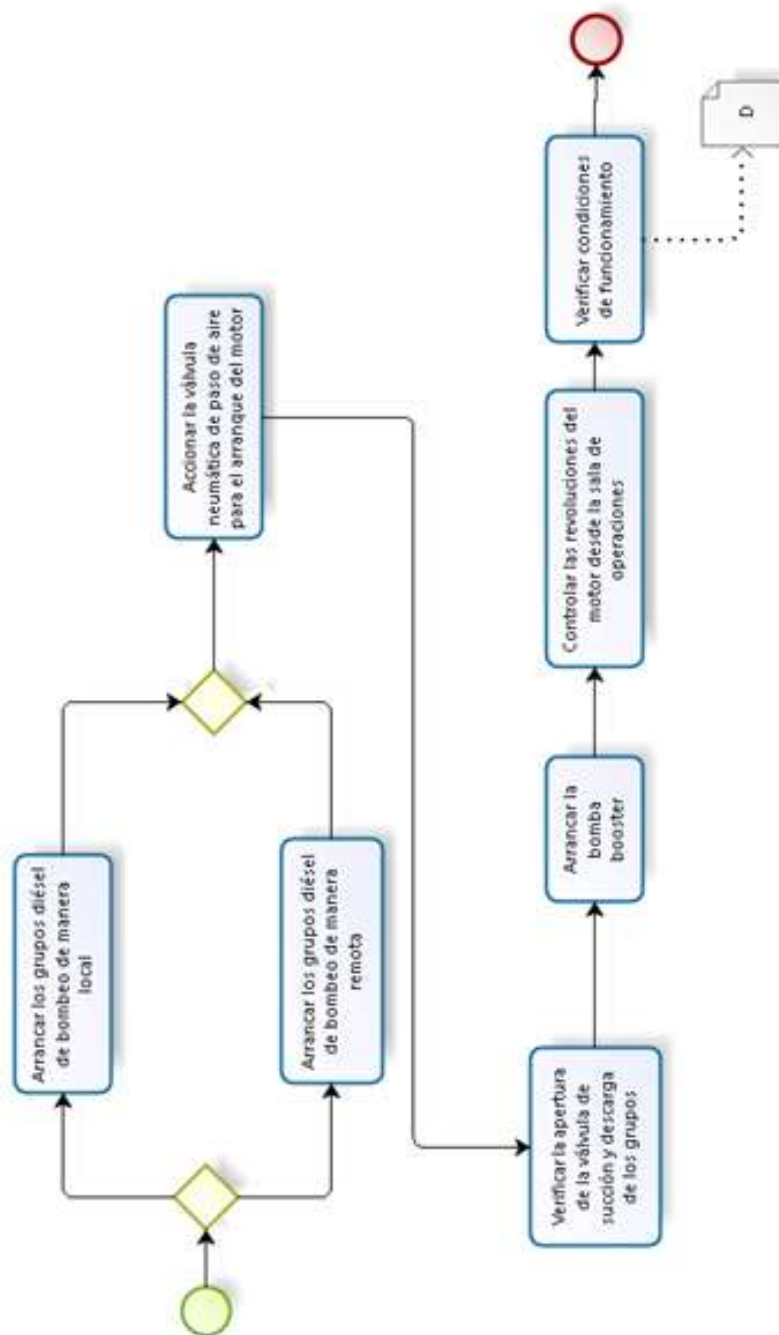 Arrancar los grupos diésel
de bombeo de manera
local
Arrancar los grupos diésel
de bombeo de manera
remota
Accionar la válvula
neumática de paso de aire
para el arranque del motor
Verificar la apertura
de la válvula de
succión y descarga
de los grupos
Arrancar la
bomba
booster
Controlar las revoluciones del
motor desde la sala de
operaciones
Verificar condiciones
de funcionamiento
D